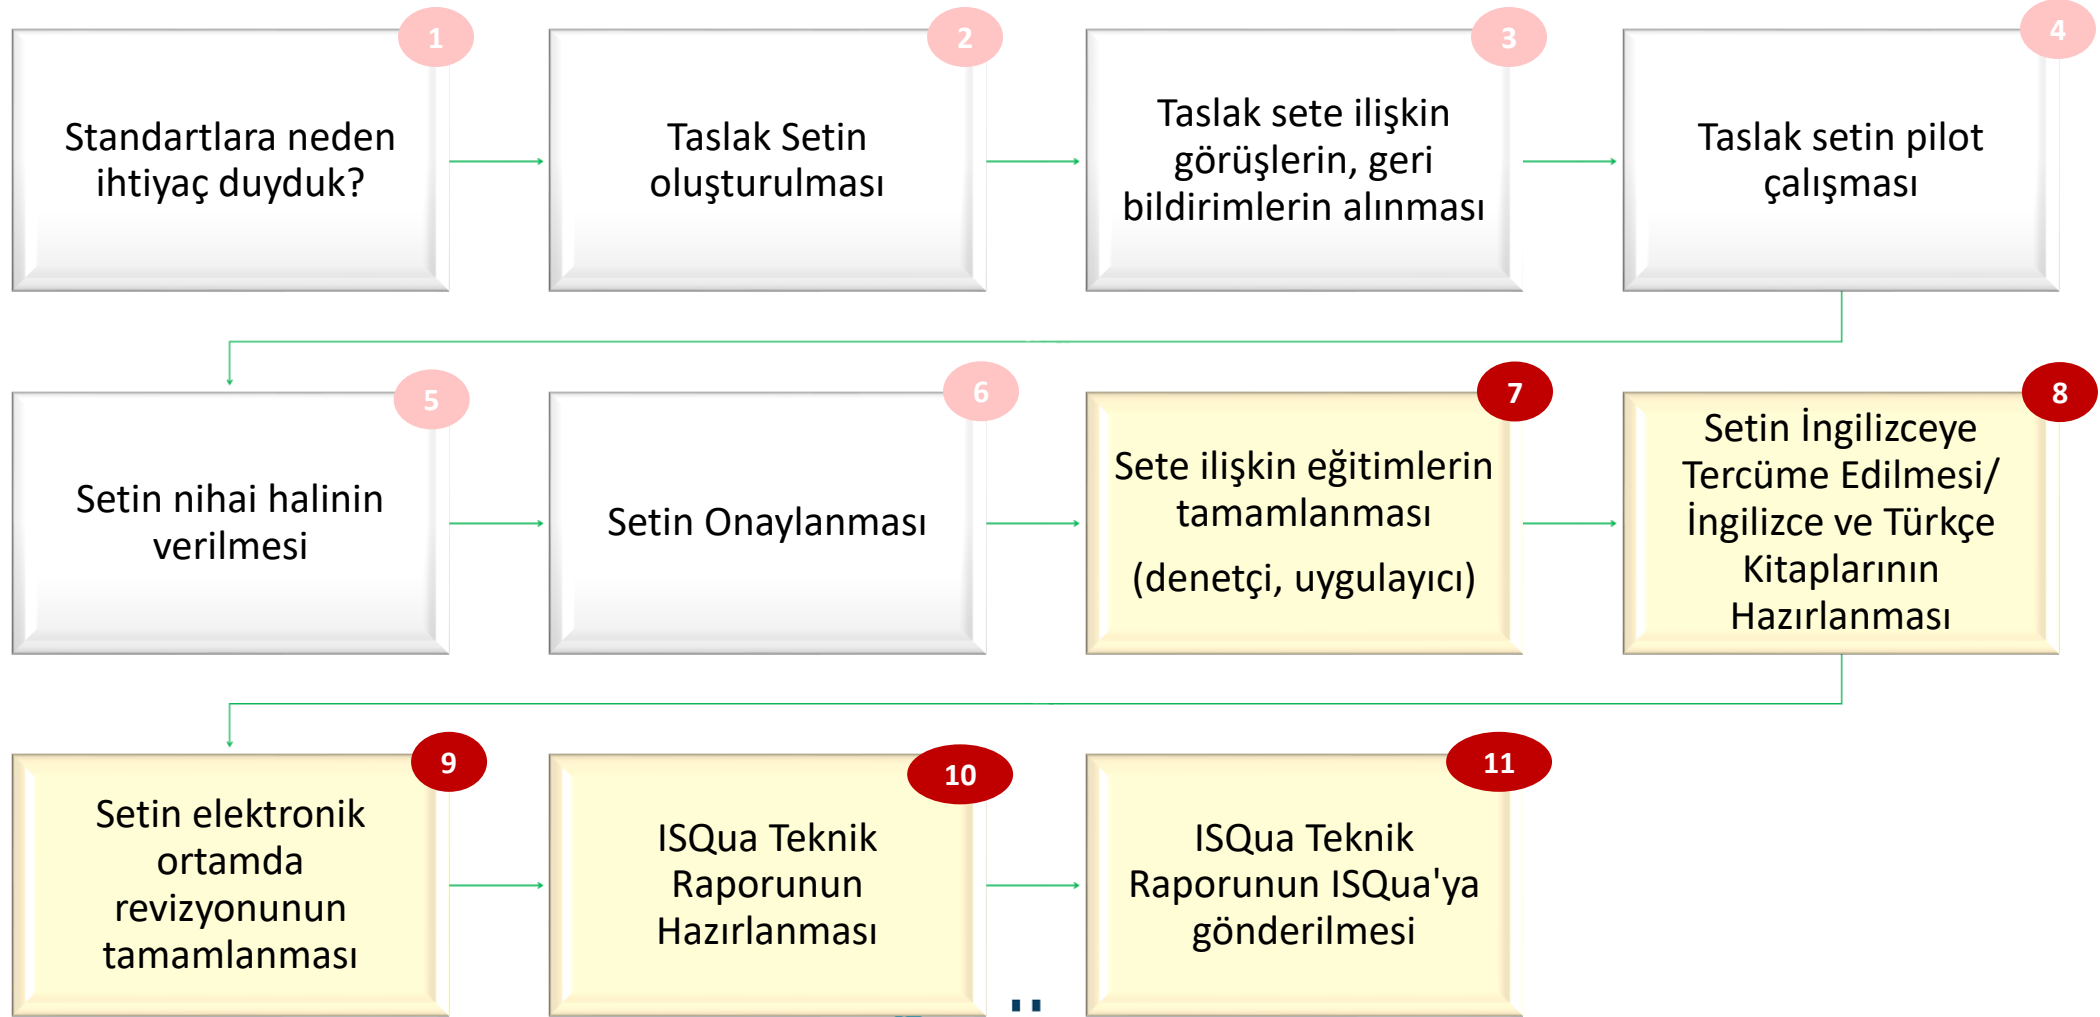 1
Standartlara neden
ihtiyaç duyduk?
2
Taslak Setin
oluşturulması
3
Taslak sete ilişkin
görüşlerin, geri
bildirimlerin alınması
4
Taslak setin pilot
çalışması
5
Setin nihai halinin
verilmesi
6
Setin Onaylanması
7
Sete ilişkin eğitimlerin
tamamlanması
(denetçi, uygulayıcı)
8
Setin İngilizceye
Tercüme Edilmesi/
İngilizce ve Türkçe
Kitaplarının
Hazırlanması
9
Setin elektronik
ortamda
revizyonunun
tamamlanması
10
ISQua Teknik
Raporunun
Hazırlanması
11
ISQua Teknik
Raporunun ISQua'ya
gönderilmesi